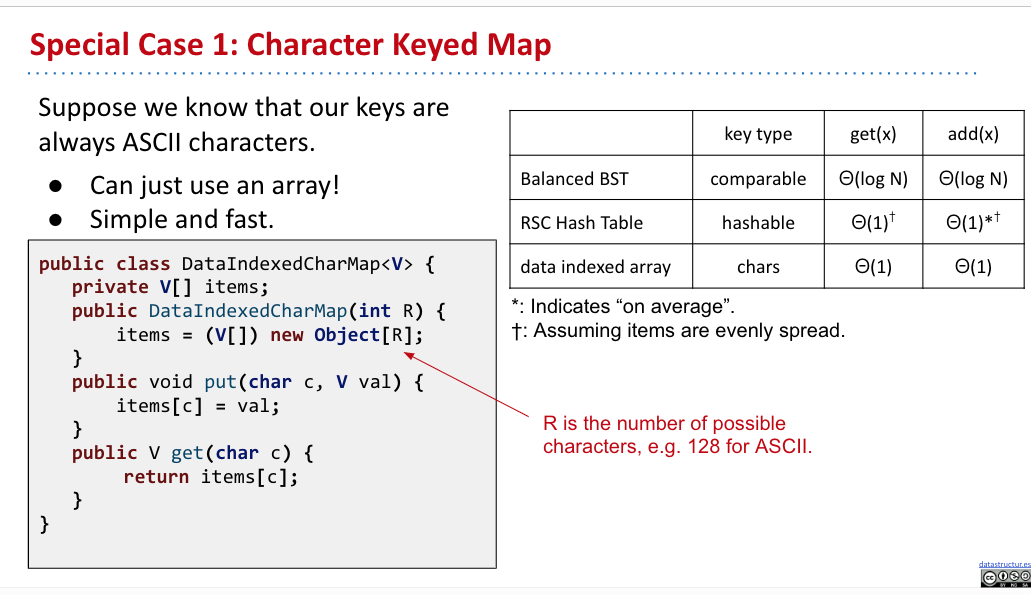 Special Case 1: Character Keyed Map
Suppose we know that our keys are
always ASCII characters.
● Can just use an array!
● Simple and fast.
public class DataIndexedCharMap<V> {
private V[] items;
public DataIndexedCharMap(int R) {
items = (V[]) new Object[R];
}
public void put(char c, V val) {
items[c] = val;
}
public V get(char c) {
return items[c];
}
}
key type get(x) add(x)
Balanced BST comparable Θ(log N) Θ(log N)
RSC Hash Table hashable Θ(1)† Θ(1)*†
data indexed array chars Θ(1) Θ(1)
*: Indicates “on average”.
†: Assuming items are evenly spread.
R is the number of possible
characters, e.g. 128 for ASCII.
datastructur.es
cc
BY NC SA